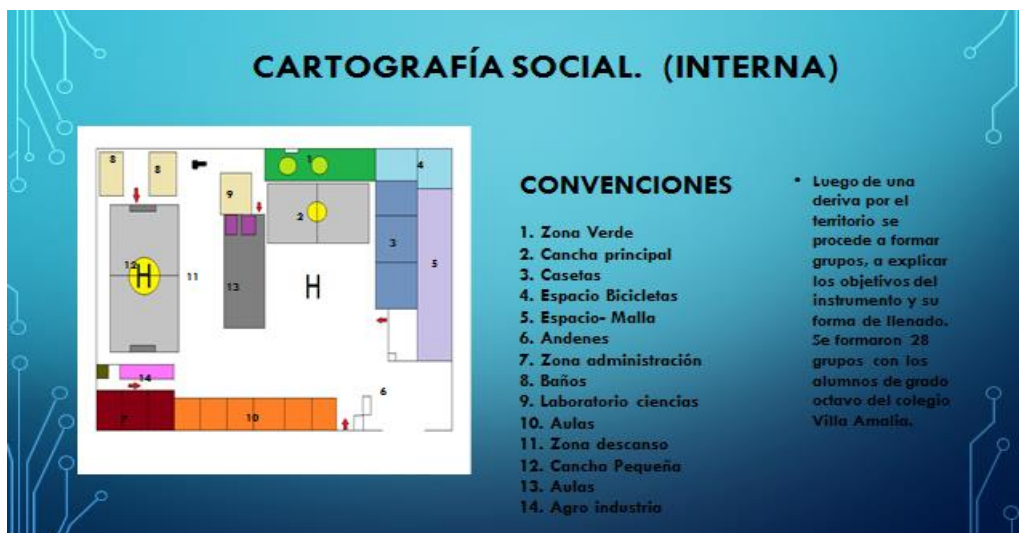 CARTOGRAFÍA SOCIAL. (INTERNA)
8
8
1
4
9
2
3
12
H
11
5
13
H
14
6
7
10
CONVENCIONES
1. Zona Verde
2. Cancha principal
3. Casetas
4. Espacio Bicicletas
5. Espacio- Malla
6. Andenes
7. Zona administración
8. Baños
9. Laboratorio ciencias
10. Aulas
11. Zona descanso
12. Cancha Pequeña
13. Aulas
14. Agro industria
• Luego de una
deriva por el
territorio se
procede a formar
grupos, a explicar
los objetivos del
instrumento y su
forma de llenado.
Se formaron 28
grupos con los
alumnos de grado
octavo del colegio
Villa Amalia.